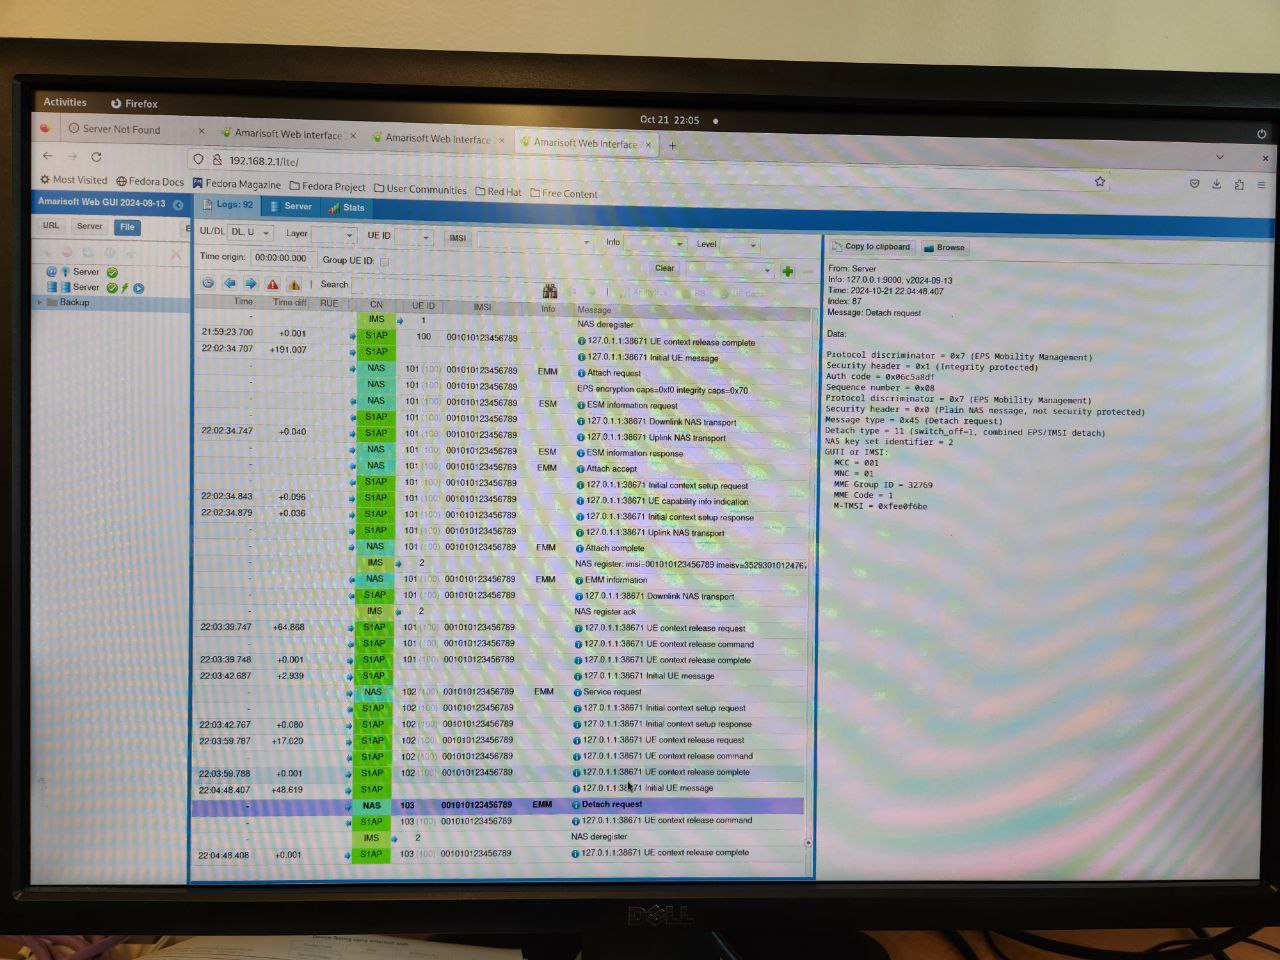 Activities Firefox Oct 21 22:05
Server Not Found × Amarisoft Web Interface × Amarisoft Web Interface × Amarisoft Web Interface × +
192.168.2.1/lte/
Most Visited Fedora Docs Fedora Magazine Fedora Project User Communities Red Hat Free Content
Amarisoft Web GUI 2024-09-13 Logs: 92 Server Stats
URL Server File
Server
Server
Backup
UL/DL DL, U Layer UE ID IMSI Info Level
Time origin: 00:00:00.000 Group UE ID: Clear
Search
Time Time diff RUE CN UE ID IMSI Info Message
- IMS 1 NAS deregister
21:59:23.700 +0.001 S1AP 100 001010123456789 127.0.1.1:38671 UE context release complete
22:02:34.707 +191.007 S1AP 127.0.1.1:38671 Initial UE message
- NAS 101 (100) 001010123456789 EMM Attach request
- NAS 101 (100) 001010123456789 EPS encryption caps=0xf0 integrity caps=0x70
- NAS 101 (100) 001010123456789 ESM ESM information request
- S1AP 101 (100) 001010123456789 127.0.1.1:38671 Downlink NAS transport
22:02:34.747 +0.040 S1AP 101 (100) 001010123456789 127.0.1.1:38671 Uplink NAS transport
- NAS 101 (100) 001010123456789 ESM ESM information response
- NAS 101 (100) 001010123456789 EMM Attach accept
- S1AP 101 (100) 001010123456789 127.0.1.1:38671 Initial context setup request
22:02:34.843 +0.096 S1AP 101 (100) 001010123456789 127.0.1.1:38671 UE capability info indication
22:02:34.879 +0.036 S1AP 101 (100) 001010123456789 127.0.1.1:38671 Initial context setup response
- S1AP 101 (100) 001010123456789 127.0.1.1:38671 Uplink NAS transport
- NAS 101 (100) 001010123456789 EMM Attach complete
- IMS 2 NAS register: imsi=001010123456789
- NAS 101 (100) 001010123456789 EMM EMM information
- S1AP 101 (100) 001010123456789 127.0.1.1:38671 Downlink NAS transport
- IMS 2 NAS register ack
22:03:39.747 +64.868 S1AP 101 (100) 001010123456789 127.0.1.1:38671 UE context release request
- S1AP 101 (100) 001010123456789 127.0.1.1:38671 UE context release command
22:03:39.748 +0.001 S1AP 101 (100) 001010123456789 127.0.1.1:38671 UE context release complete
22:03:42.687 +2.939 S1AP 127.0.1.1:38671 Initial UE message
- NAS 102 (100) 001010123456789 EMM Service request
- S1AP 102 (100) 001010123456789 127.0.1.1:38671 Initial context setup request
22:03:42.767 +0.080 S1AP 102 (100) 001010123456789 127.0.1.1:38671 Initial context setup response
22:03:59.787 +17.020 S1AP 102 (100) 001010123456789 127.0.1.1:38671 UE context release request
- S1AP 102 (100) 001010123456789 127.0.1.1:38671 UE context release command
22:03:59.788 +0.001 S1AP 102 (100) 001010123456789 127.0.1.1:38671 UE context release complete
22:04:48.407 +48.619 S1AP 127.0.1.1:38671 Initial UE message
- NAS 103 001010123456789 EMM Detach request
- S1AP 103 (100) 001010123456789 127.0.1.1:38671 UE context release command
- IMS 2 NAS deregister
22:04:48.408 +0.001 S1AP 103 (100) 001010123456789 127.0.1.1:38671 UE context release complete
Copy to clipboard Browse
From: Server
Info: 127.0.0.1:9000, v2024-09-13
Time: 2024-10-21 22:04:48.407
Index: 87
Message: Detach request
Data:
Protocol discriminator = 0x7 (EPS Mobility Management)
Security header = 0x1 (Integrity protected)
Auth code = 0x06c5a8df
Sequence number = 0x08
Protocol discriminator = 0x7 (EPS Mobility Management)
Security header = 0x0 (Plain NAS message, not security protected)
Message type = 0x45 (Detach request)
Detach type = 11 (switch_off=1, combined EPS/IMSI detach)
NAS key set identifier = 2
GUTI or IMSI:
MCC = 001
MNC = 01
MME Group ID = 32769
MME Code = 1
M-TMSI = 0xfee0f6be
DELL